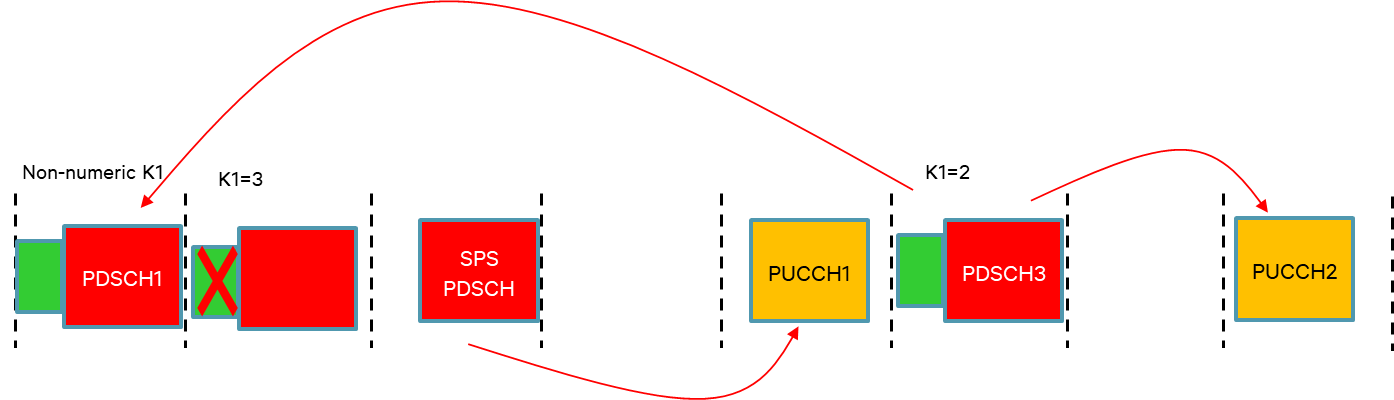 Non-numeric K1
K1=3
K1=2
PDSCH1
SPS
PDSCH
PUCCH1
PDSCH3
PUCCH2